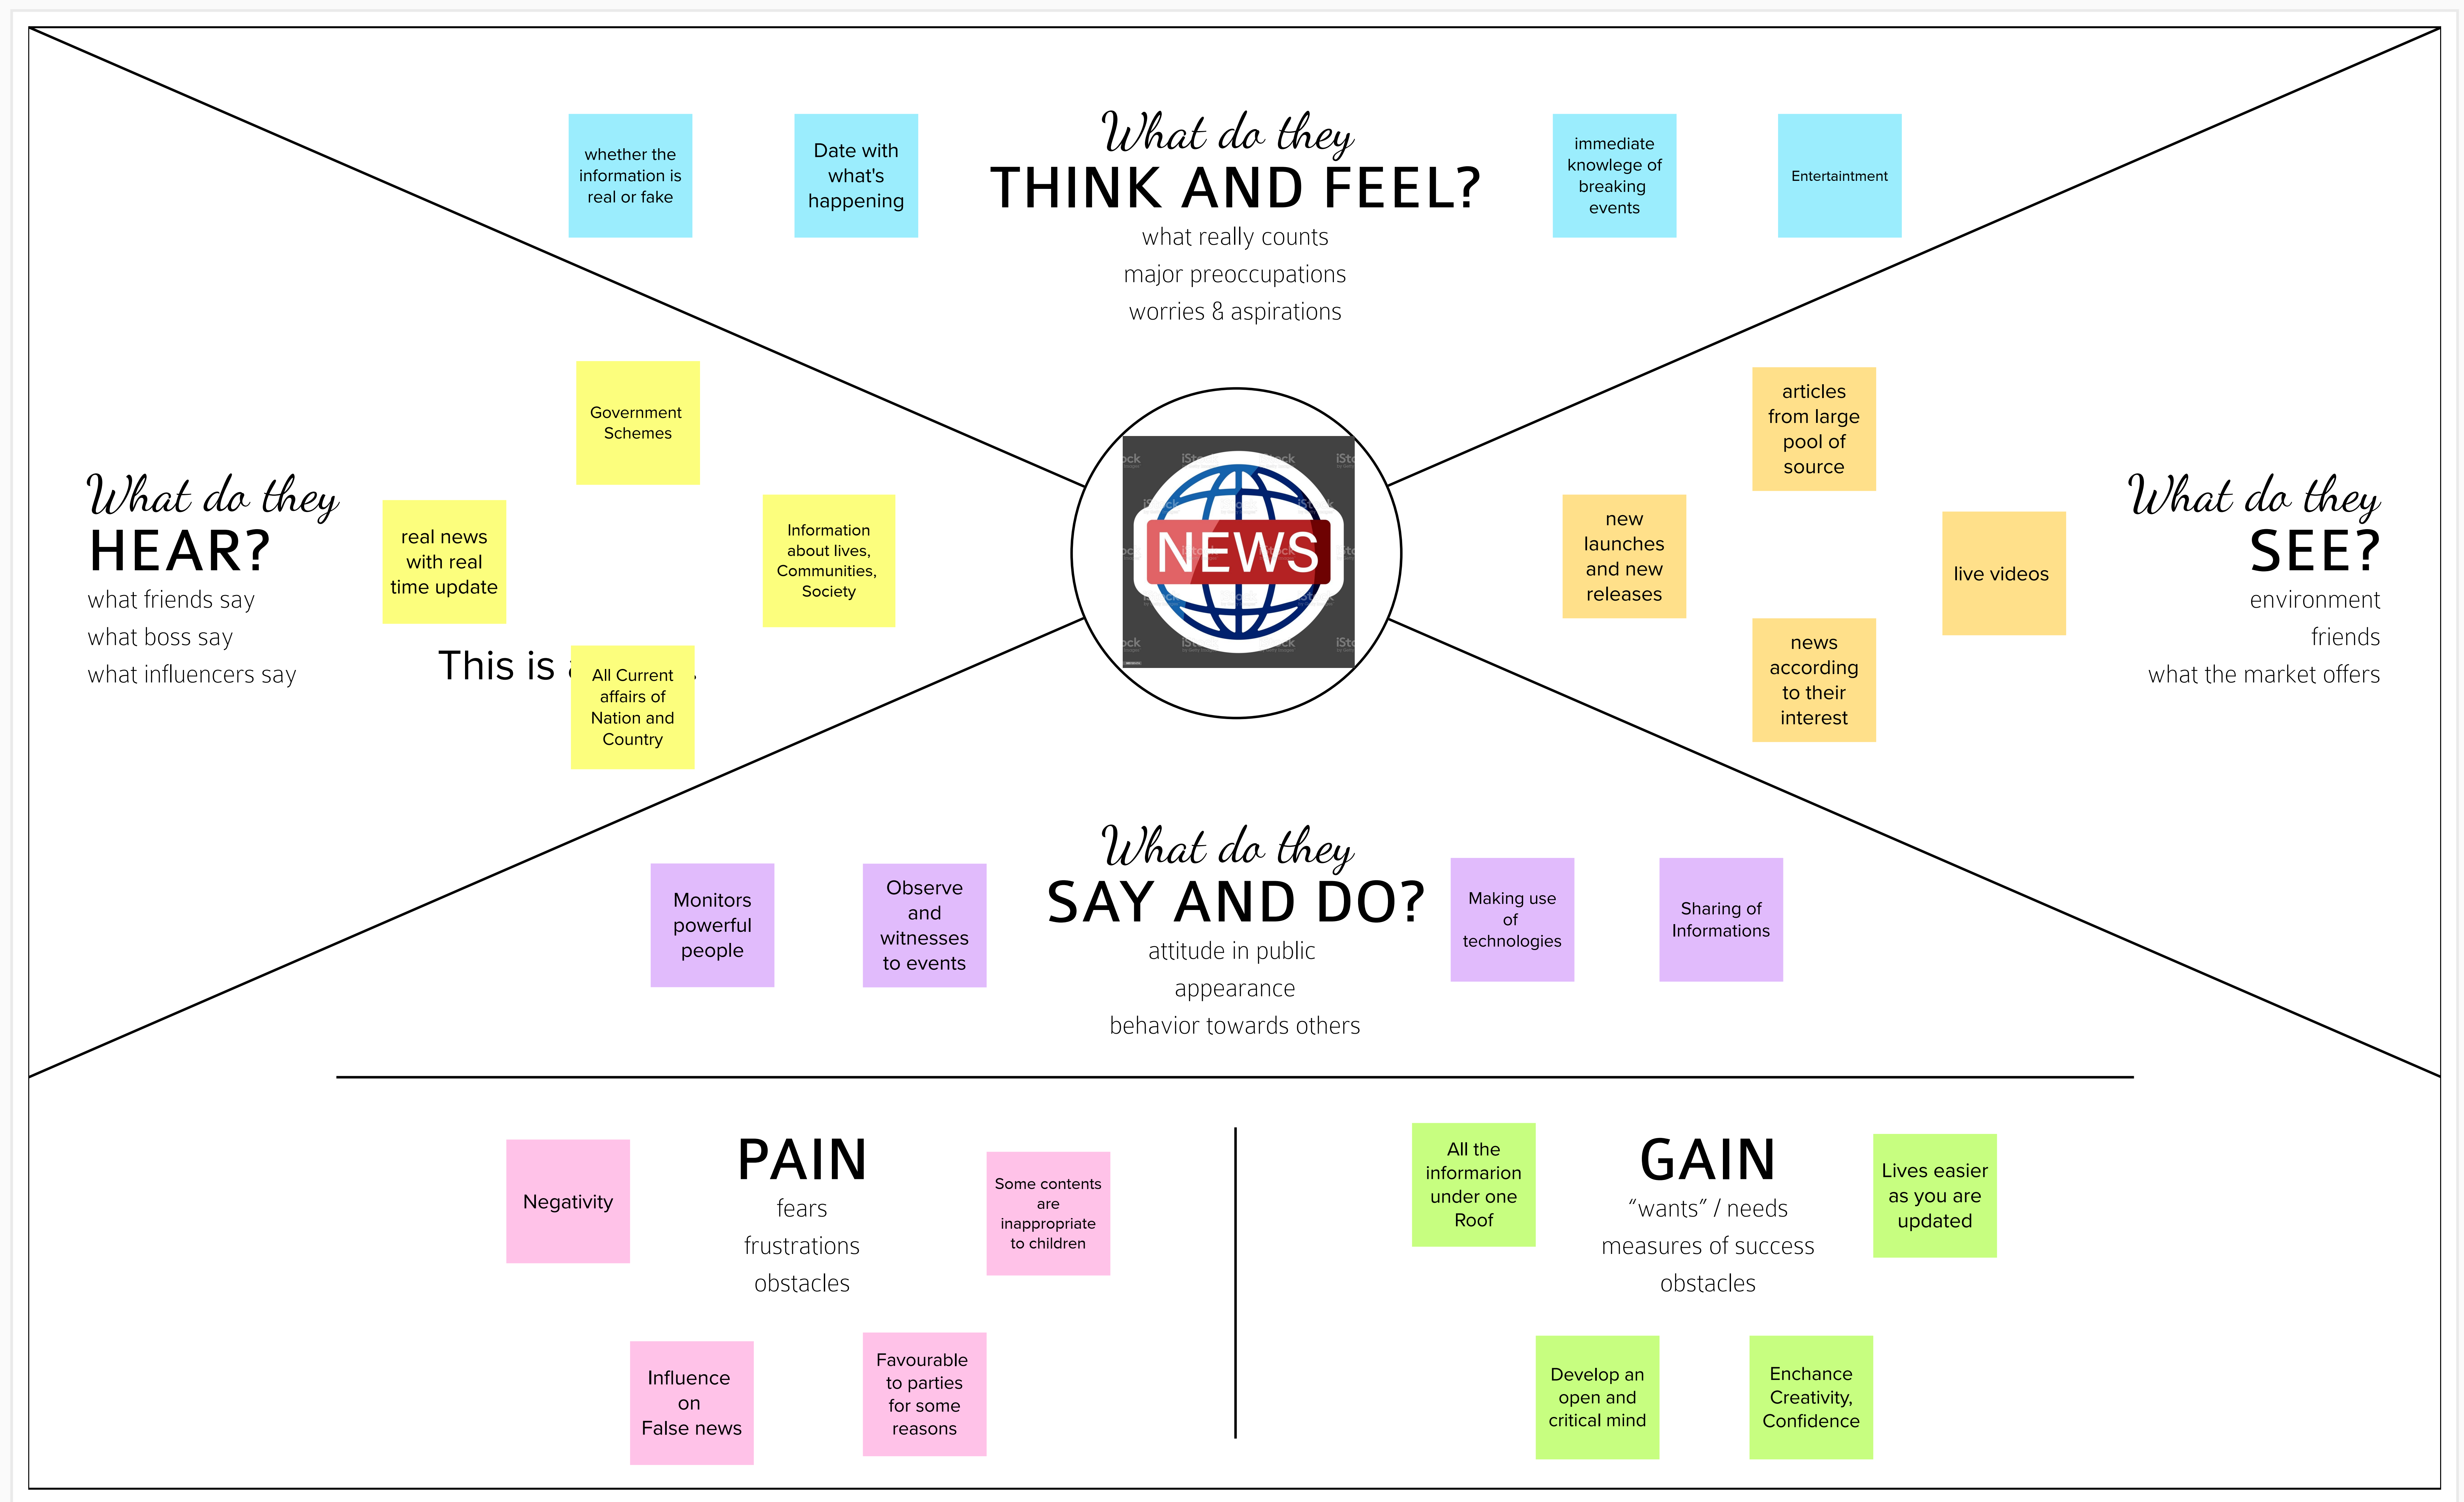 What do they
THINK AND FEEL?
what really counts
major preoccupations
worries & aspirations
whether the
information is
real or fake
Date with
what's
happening
immediate
knowlege of
breaking
events
Entertaintment
What do they
HEAR?
what friends say
what boss say
what influencers say
Government
Schemes
real news
with real
time update
Information
about lives,
Communities,
Society
This is
All Current
affairs of
Nation and
Country
NEWS
iStock
What do they
SEE?
environment
friends
what the market offers
articles
from large
pool of
source
new
launches
and new
releases
live videos
news
according
to their
interest
What do they
SAY AND DO?
attitude in public
appearance
behavior towards others
Monitors
powerful
people
Observe
and
witnesses
to events
Making use
of
technologies
Sharing of
Informations
PAIN
fears
frustrations
obstacles
Negativity
Some contents
are
inappropriate
to children
Influence
on
False news
Favourable
to parties
for some
reasons
GAIN
“wants” / needs
measures of success
obstacles
All the
informarion
under one
Roof
Lives easier
as you are
updated
Develop an
open and
critical mind
Enchance
Creativity,
Confidence